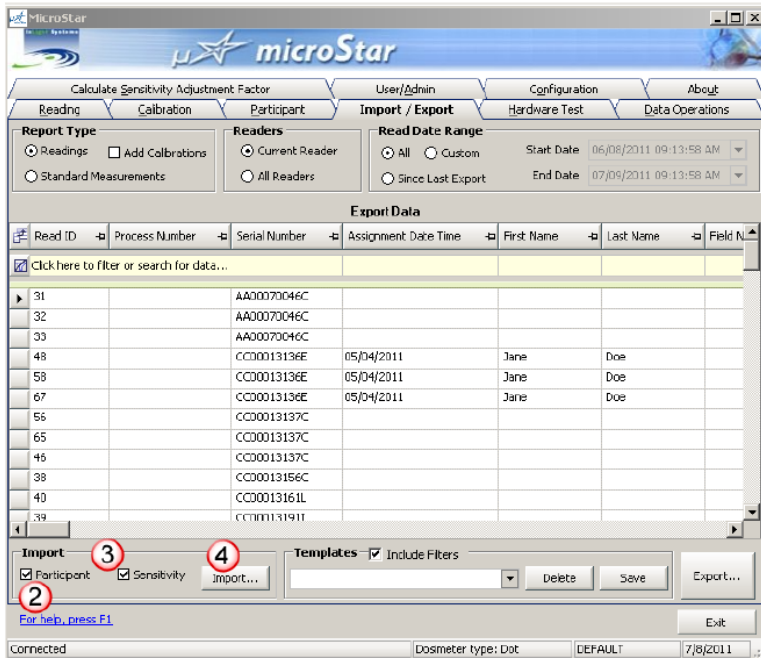 MicroStar
InLight Systems
microStar
Calculate Sensitivity Adjustment Factor User/Admin Configuration About
Reading Calibration Participant Import / Export Hardware Test Data Operations
Report Type Readers Read Date Range
Readings Add Calibrations Current Reader All Custom Start Date 06/08/2011 09:13:58 AM
Standard Measurements All Readers Since Last Export End Date 07/09/2011 09:13:58 AM
Export Data
Read ID Process Number Serial Number Assignment Date Time First Name Last Name Field N
Click here to filter or search for data...
31 AA00070046C
32 AA00070046C
33 AA00070046C
48 CC00013136E 05/04/2011 Jane Doe
58 CC00013136E 05/04/2011 Jane Doe
67 CC00013136E 05/04/2011 Jane Doe
56 CC00013137C
65 CC00013137C
46 CC00013137C
38 CC00013156C
40 CC00013161L
39 CC00013191T
Import 3 4 Templates Include Filters
Participant Sensitivity Import... Delete Save Export...
2
For help, press F1 Exit
Connected Dosmeter type: Dot DEFAULT 7/8/2011